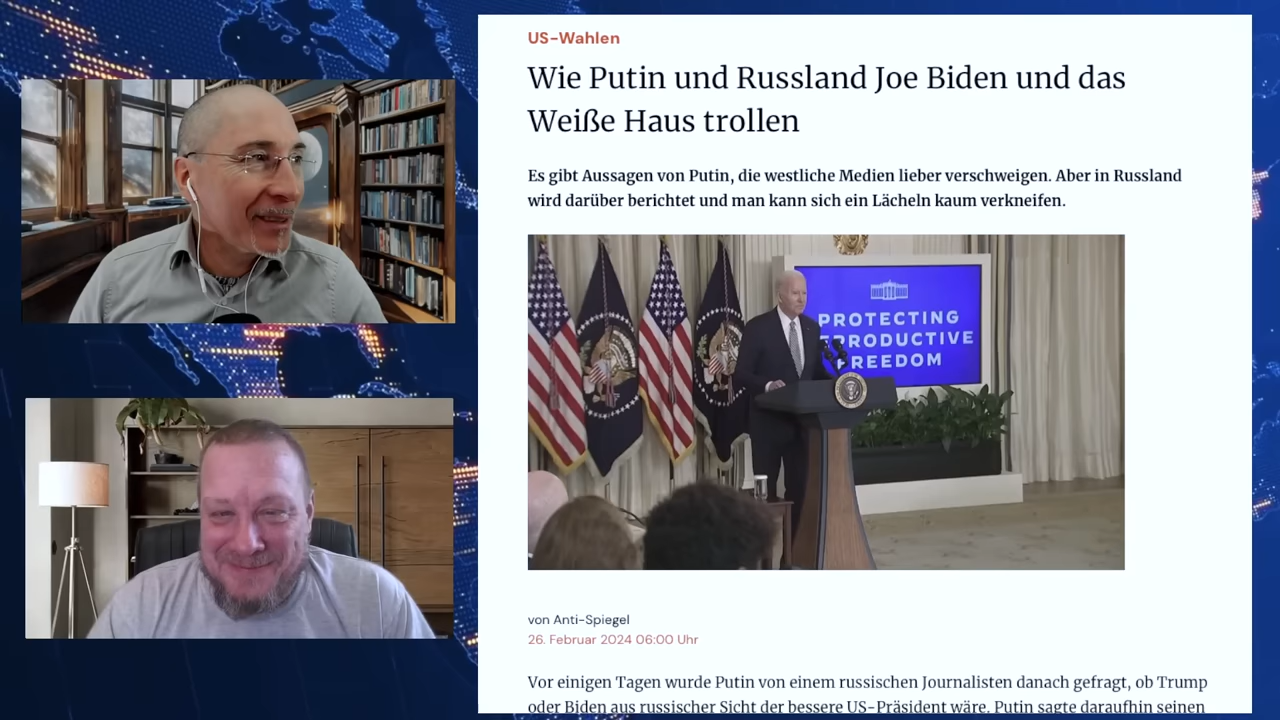 US-Wahlen
Wie Putin und Russland Joe Biden und das
Weiße Haus trollen
Es gibt Aussagen von Putin, die westliche Medien lieber verschweigen. Aber in Russland
wird darüber berichtet und man kann sich ein Lächeln kaum verkneifen.
PROTECTING
EPRODUCTIVE
FREEDOM
von Anti-Spiegel
26. Februar 2024 06:00 Uhr
Vor einigen Tagen wurde Putin von einem russischen Journalisten danach gefragt, ob Trump
oder Biden aus russischer Sicht der bessere US-Präsident wäre. Putin sagte daraufhin seinen